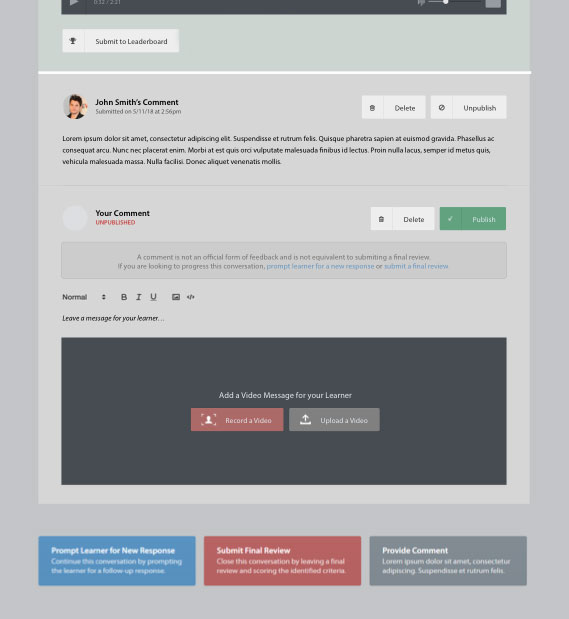 0:32 / 2:21
Submit to Leaderboard
John Smith's Comment
Submitted on 5/11/18 at 2:56pm
Delete
Unpublish
Lorem ipsum dolor sit amet, consectetur adipiscing elit. Suspendisse et rutrum felis. Quisque pharetra sapien at euismod gravida. Phasellus ac
consequat arcu. Nunc nec placerat enim. Morbi at est quis orci vulputate malesuada finibus id lectus. Proin nulla lacus, semper id metus quis,
vehicula malesuada massa. Nulla facilisi. Donec aliquet venenatis mollis.
Your Comment
UNPUBLISHED
Delete
Publish
A comment is not an official form of feedback and is not equivalent to submiting a final review.
If you are looking to progress this conversation, prompt learner for a new response or submit a final review.
Normal
B I U </>
Leave a message for your learner…
Add a Video Message for your Learner
Record a Video
Upload a Video
Prompt Learner for New Response
Continue this conversation by prompting
the learner for a follow-up response.
Submit Final Review
Close this conversation by leaving a final
review and scoring the identified criteria.
Provide Comment
Lorem ipsum dolor sit amet, consectetur
adipiscing. Suspendisse et rutrum felis.